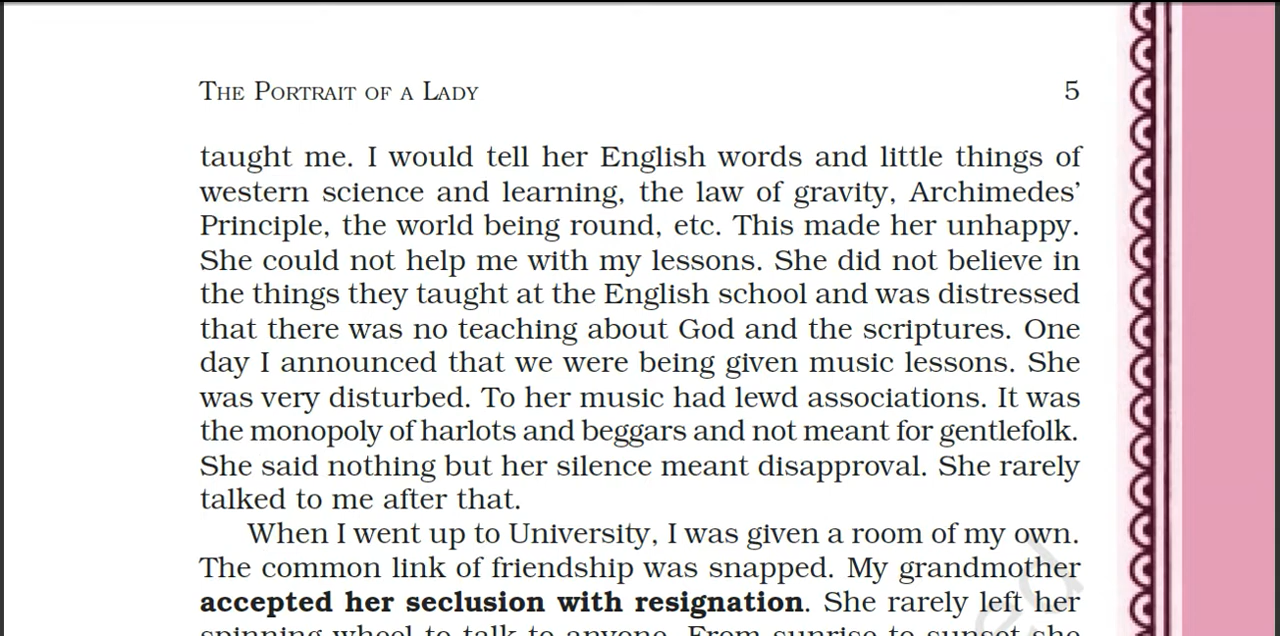 THE PORTRAIT OF A LADY 5
taught me. I would tell her English words and little things of
western science and learning, the law of gravity, Archimedes’
Principle, the world being round, etc. This made her unhappy.
She could not help me with my lessons. She did not believe in
the things they taught at the English school and was distressed
that there was no teaching about God and the scriptures. One
day I announced that we were being given music lessons. She
was very disturbed. To her music had lewd associations. It was
the monopoly of harlots and beggars and not meant for gentlefolk.
She said nothing but her silence meant disapproval. She rarely
talked to me after that.
When I went up to University, I was given a room of my own.
The common link of friendship was snapped. My grandmother
accepted her seclusion with resignation. She rarely left her
spinning wheel to talk to anyone. From sunrise to sunset she